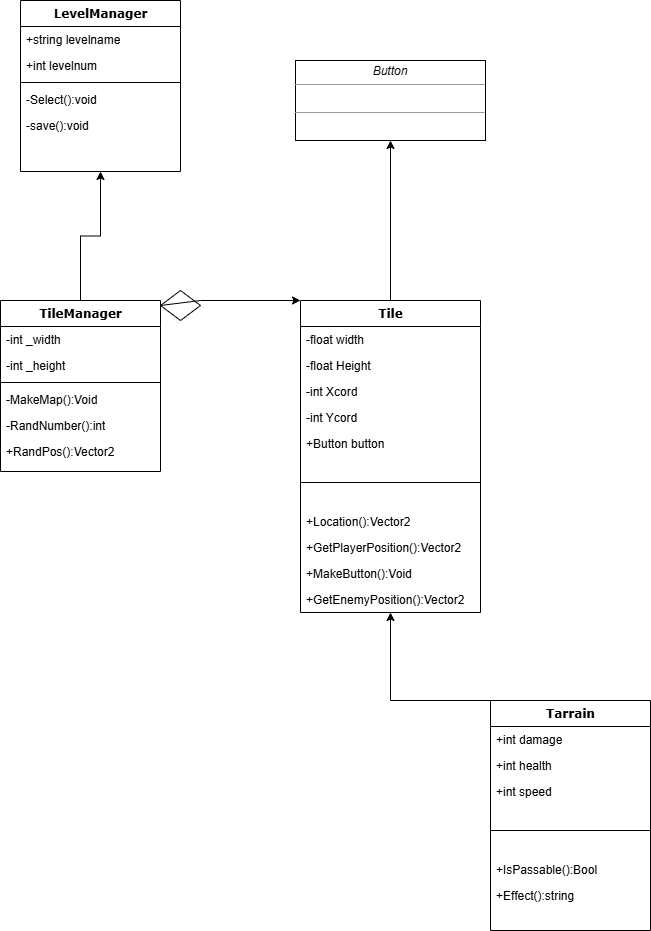 LevelManager
+string levelname
+int levelnum
-Select():void
-save():void
Button
TileManager
-int _width
-int _height
-MakeMap():Void
-RandNumber():int
+RandPos():Vector2
Tile
-float width
-float Height
-int Xcord
-int Ycord
+Button button
+Location():Vector2
+GetPlayerPosition():Vector2
+MakeButton():Void
+GetEnemyPosition():Vector2
Tarrain
+int damage
+int health
+int speed
+IsPassable():Bool
+Effect():string